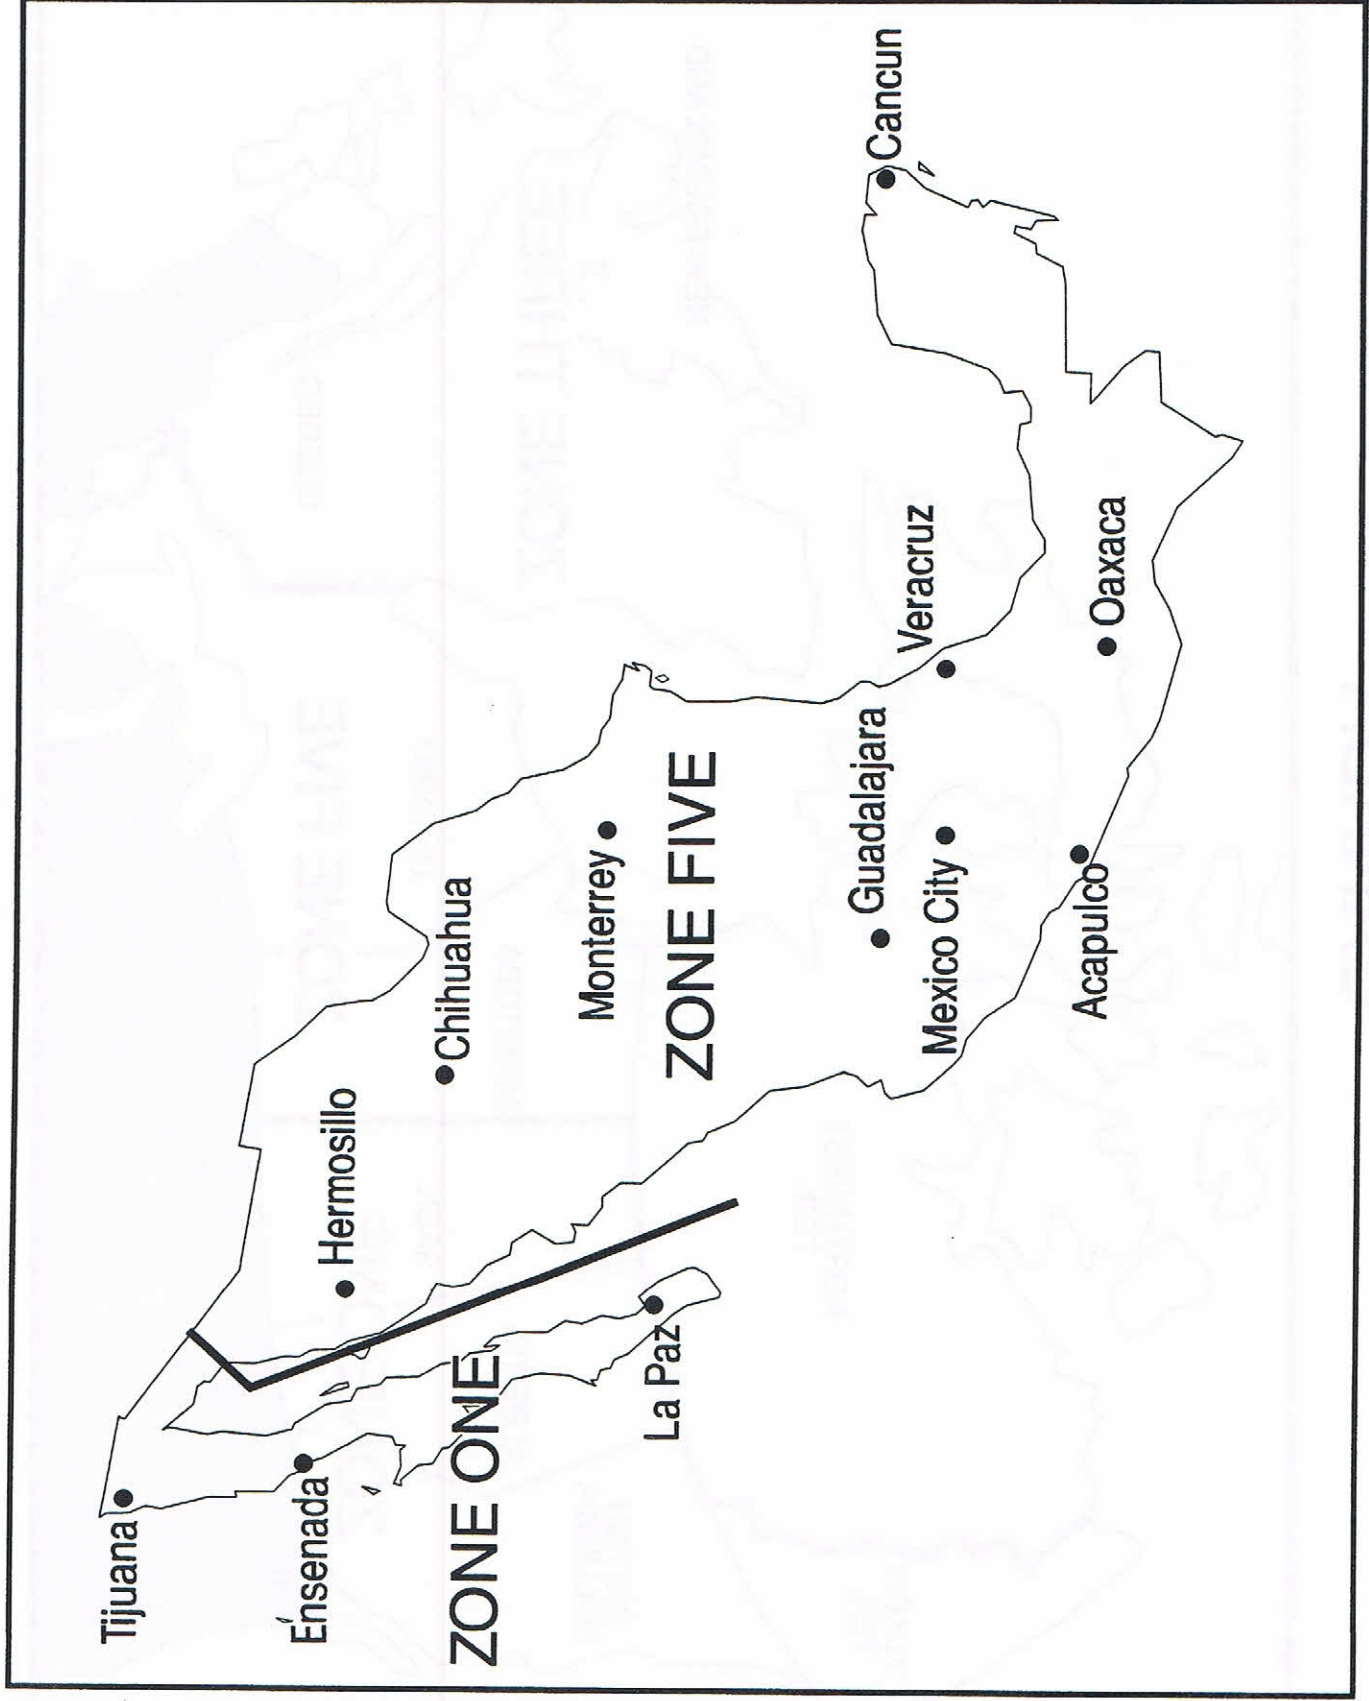 Tijuana
Ensenada
ZONE ONE
La Paz
Hermosillo
Chihuahua
Monterrey
ZONE FIVE
Guadalajara
Mexico City
Acapulco
Veracruz
Oaxaca
Cancun